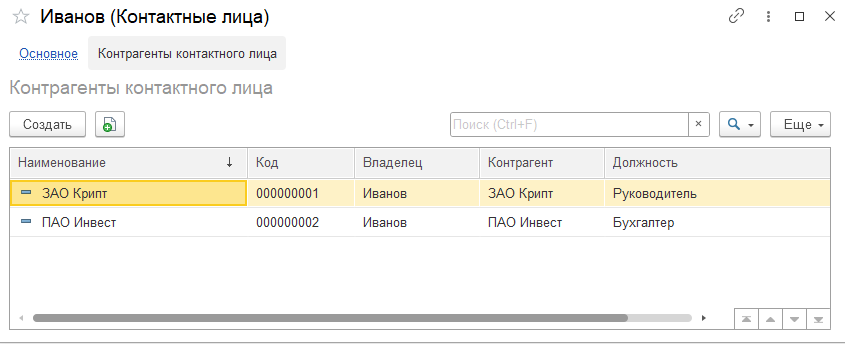 Иванов (Контактные лица)
Основное Контрагенты контактного лица
Контрагенты контактного лица
Создать Поиск (Ctrl+F) × Еще
Наименование ↓ Код Владелец Контрагент Должность
ЗАО Крипт 000000001 Иванов ЗАО Крипт Руководитель
ПАО Инвест 000000002 Иванов ПАО Инвест Бухгалтер